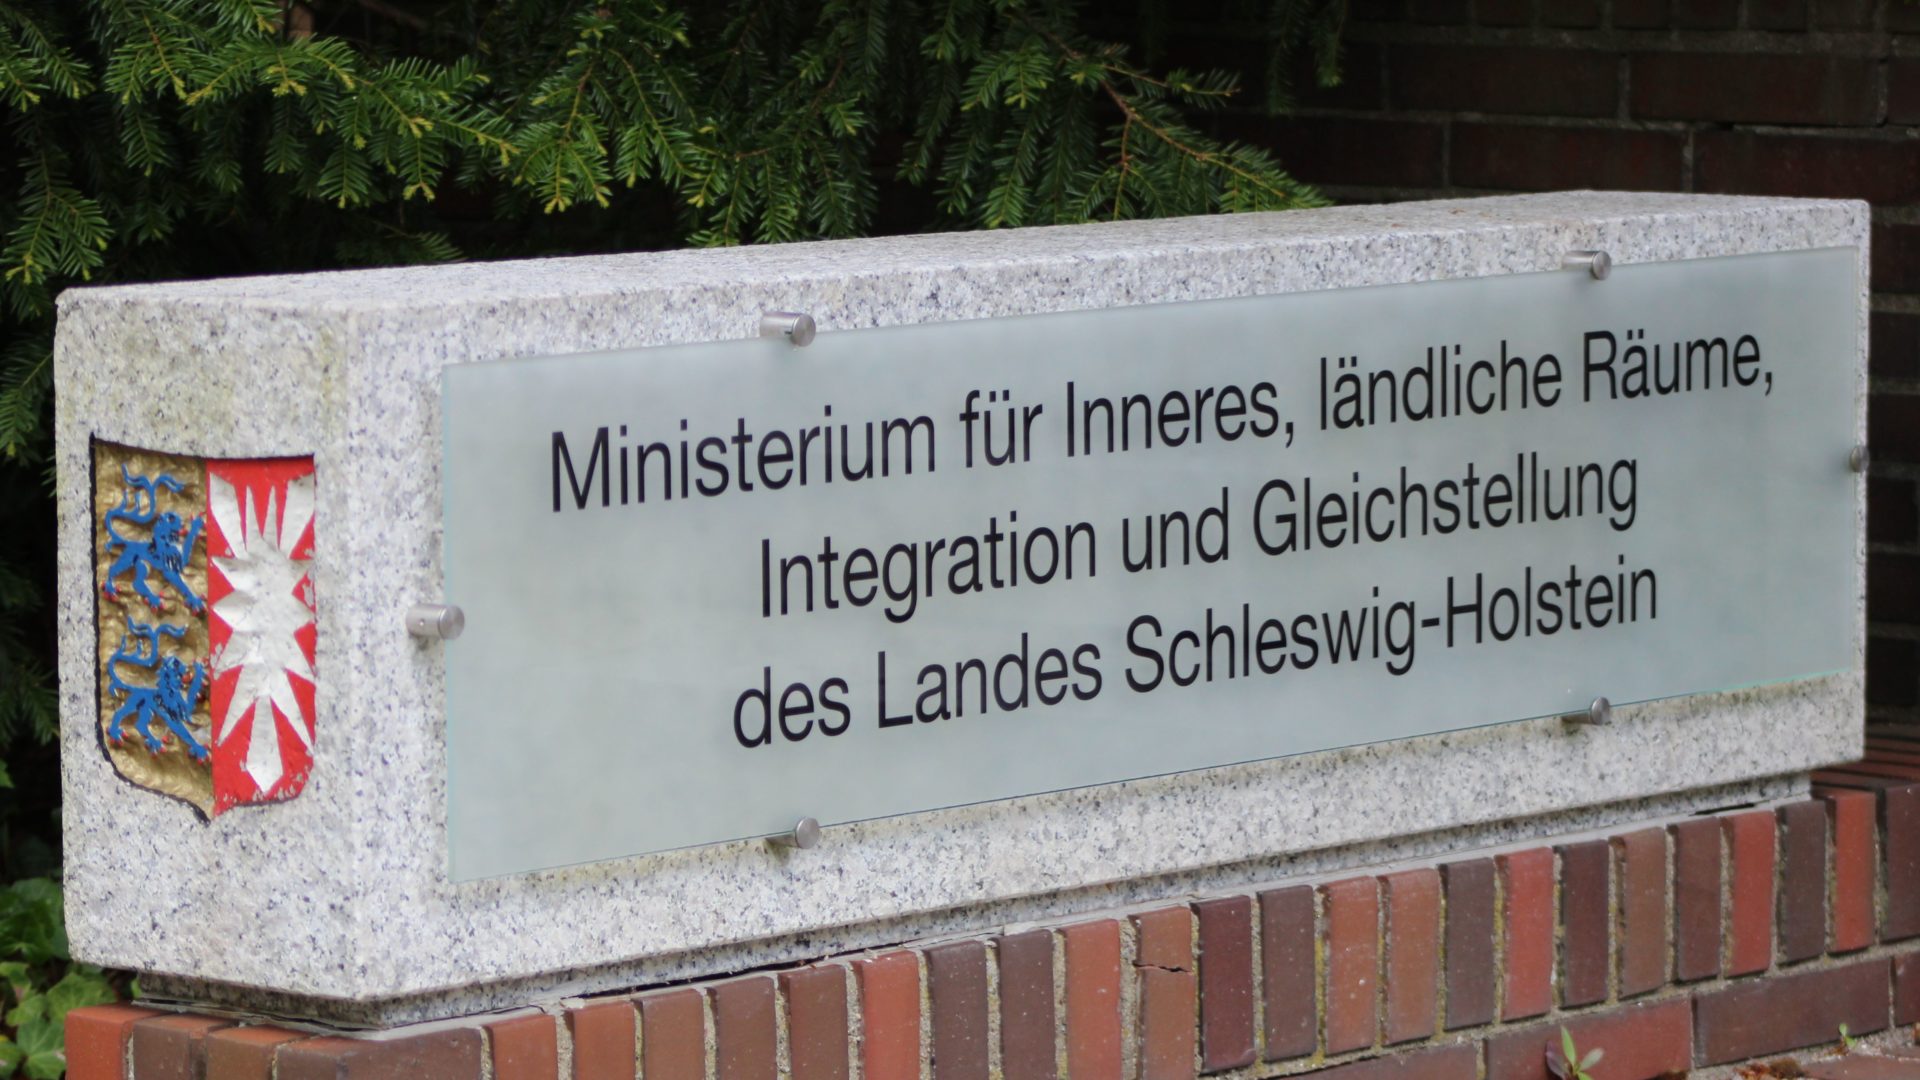 Ministerium für Inneres, ländliche Räume,
Integration und Gleichstellung
des Landes Schleswig-Holstein